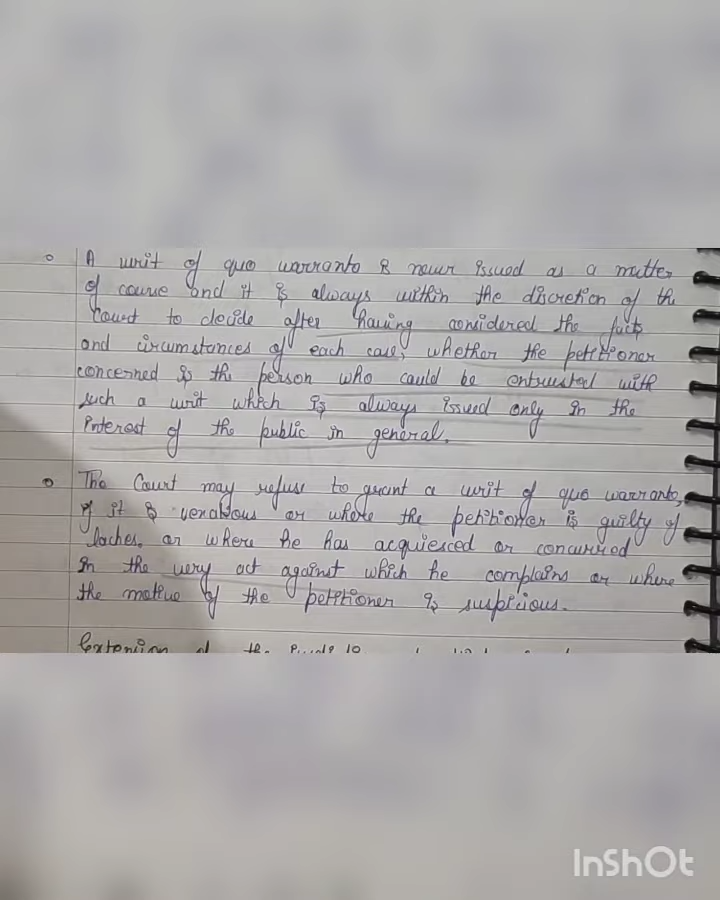 A writ of quo warranto is never issued as a matter
of course and it is always within the discretion of the
Court to decide after having considered the facts
and circumstances of each case, whether the petitioner
concerned is the person who could be entrusted with
such a writ which is always issued only in the
interest of the public in general.
The Court may refuse to grant a writ of quo warranto,
if it is vexatious or where the petitioner is guilty of
laches, or where he has acquiesced or concurred
in the very act against which he complains or where
the motive of the petitioner is suspicious.
Extension of the
InShOt